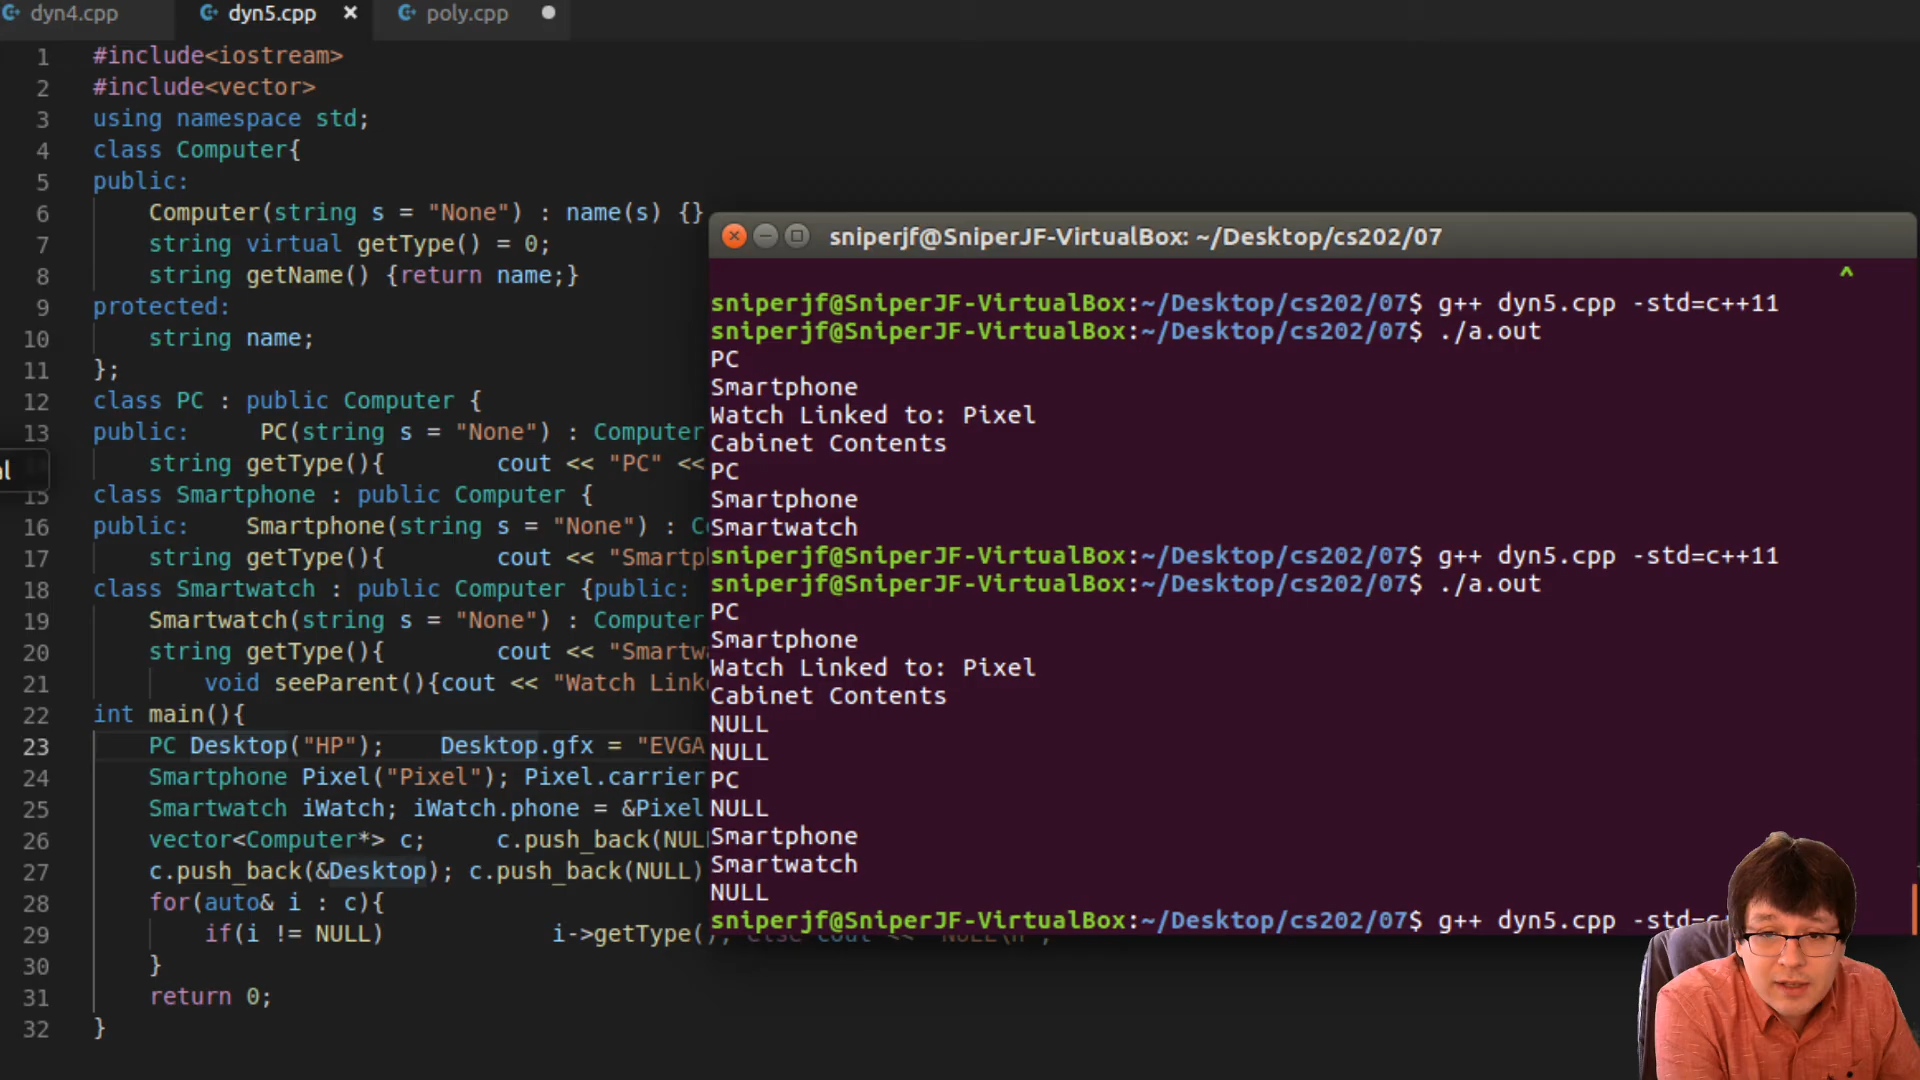 dyn4.cpp dyn5.cpp × poly.cpp
1 #include<iostream>
2 #include<vector>
3 using namespace std;
4 class Computer{
5 public:
6 Computer(string s = "None") : name(s) {}
7 string virtual getType() = 0;
8 string getName() {return name;}
9 protected:
10 string name;
11 };
12 class PC : public Computer {
13 public: PC(string s = "None") : Computer
string getType(){ cout << "PC" <<
15 class Smartphone : public Computer {
16 public: Smartphone(string s = "None") : Co
17 string getType(){ cout << "Smartp
18 class Smartwatch : public Computer {public:
19 Smartwatch(string s = "None") : Computer
20 string getType(){ cout << "Smartwa
21 void seeParent(){cout << "Watch Link
22 int main(){
23 PC Desktop("HP"); Desktop.gfx = "EVGA
24 Smartphone Pixel("Pixel"); Pixel.carrier
25 Smartwatch iWatch; iWatch.phone = &Pixel
26 vector<Computer*> c; c.push_back(NUL
27 c.push_back(&Desktop); c.push_back(NULL)
28 for(auto& i : c){
29 if(i != NULL) i->getType(); else cout << "NULL\n";
30 }
31 return 0;
32 }
al
sniperjf@SniperJF-VirtualBox: ~/Desktop/cs202/07
^
sniperjf@SniperJF-VirtualBox:~/Desktop/cs202/07$ g++ dyn5.cpp -std=c++11
sniperjf@SniperJF-VirtualBox:~/Desktop/cs202/07$ ./a.out
PC
Smartphone
Watch Linked to: Pixel
Cabinet Contents
PC
Smartphone
Smartwatch
sniperjf@SniperJF-VirtualBox:~/Desktop/cs202/07$ g++ dyn5.cpp -std=c++11
sniperjf@SniperJF-VirtualBox:~/Desktop/cs202/07$ ./a.out
PC
Smartphone
Watch Linked to: Pixel
Cabinet Contents
NULL
NULL
PC
NULL
Smartphone
Smartwatch
NULL
sniperjf@SniperJF-VirtualBox:~/Desktop/cs202/07$ g++ dyn5.cpp -std=c